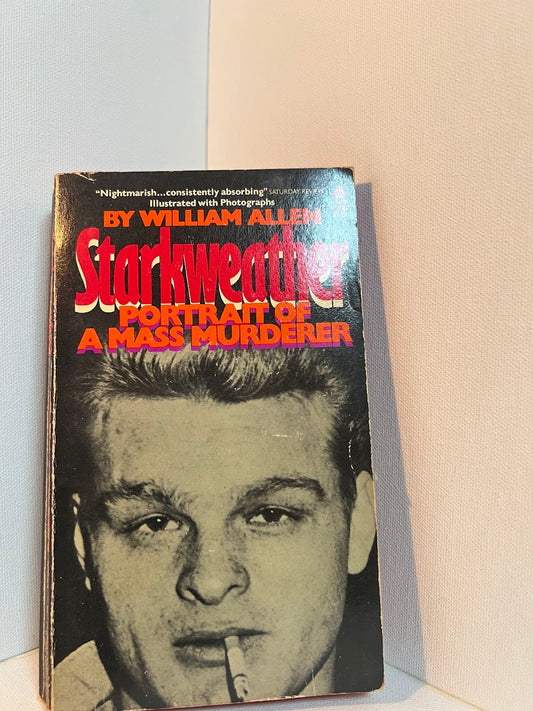 "Nightmarish...consistently absorbing" SATURDAY REVIEW
Illustrated with Photographs
BY WILLIAM ALLEN
Starkweather
PORTRAIT OF
A MASS MURDERER